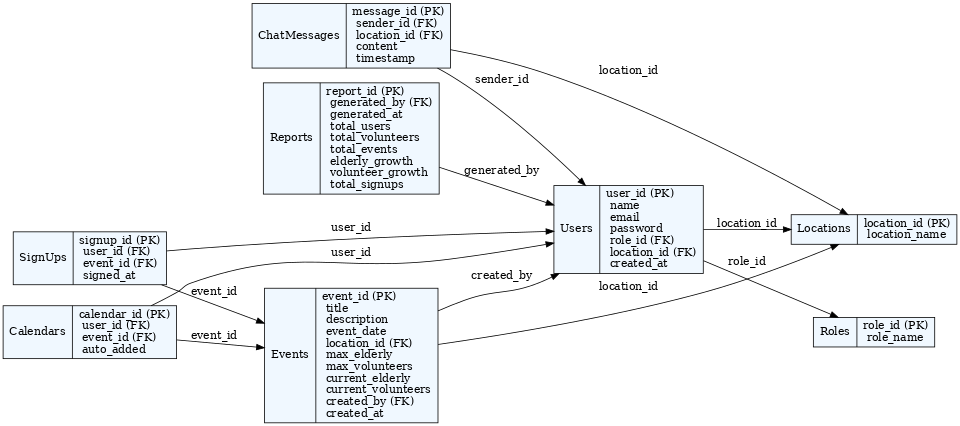 ChatMessages
message_id (PK)
sender_id (FK)
location_id (FK)
content
timestamp
location_id
sender_id
Reports
report_id (PK)
generated_by (FK)
generated_at
total_users
total_volunteers
total_events
elderly_growth
volunteer_growth
total_signups
generated_by
Users
user_id (PK)
name
email
password
role_id (FK)
location_id (FK)
created_at
location_id
Locations
location_id (PK)
location_name
SignUps
signup_id (PK)
user_id (FK)
event_id (FK)
signed_at
user_id
user_id
event_id
created_by
role_id
location_id
Calendars
calendar_id (PK)
user_id (FK)
event_id (FK)
auto_added
event_id
Events
event_id (PK)
title
description
event_date
location_id (FK)
max_elderly
max_volunteers
current_elderly
current_volunteers
created_by (FK)
created_at
Roles
role_id (PK)
role_name